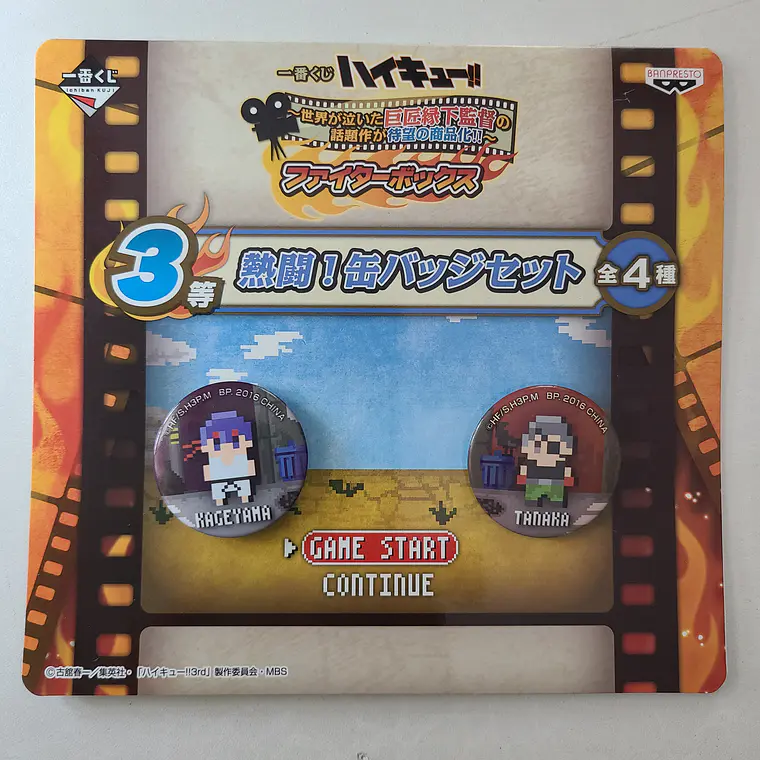 一番くじ
Ichiban KUJI
一番くじ ハイキュー!!
BANPRESTO
～世界が泣いた巨匠縁下監督の
話題作が待望の商品化!!～
ファイターボックス
3等
熱闘!缶バッジセット
全4種
HF/S,H3P,M BP 2016 CHINA
KAGEYAMA
HF/S,H3P,M BP 2016 CHINA
TANAKA
GAME START
CONTINUE
©古舘春一/集英社・「ハイキュー!!3rd」製作委員会・MBS